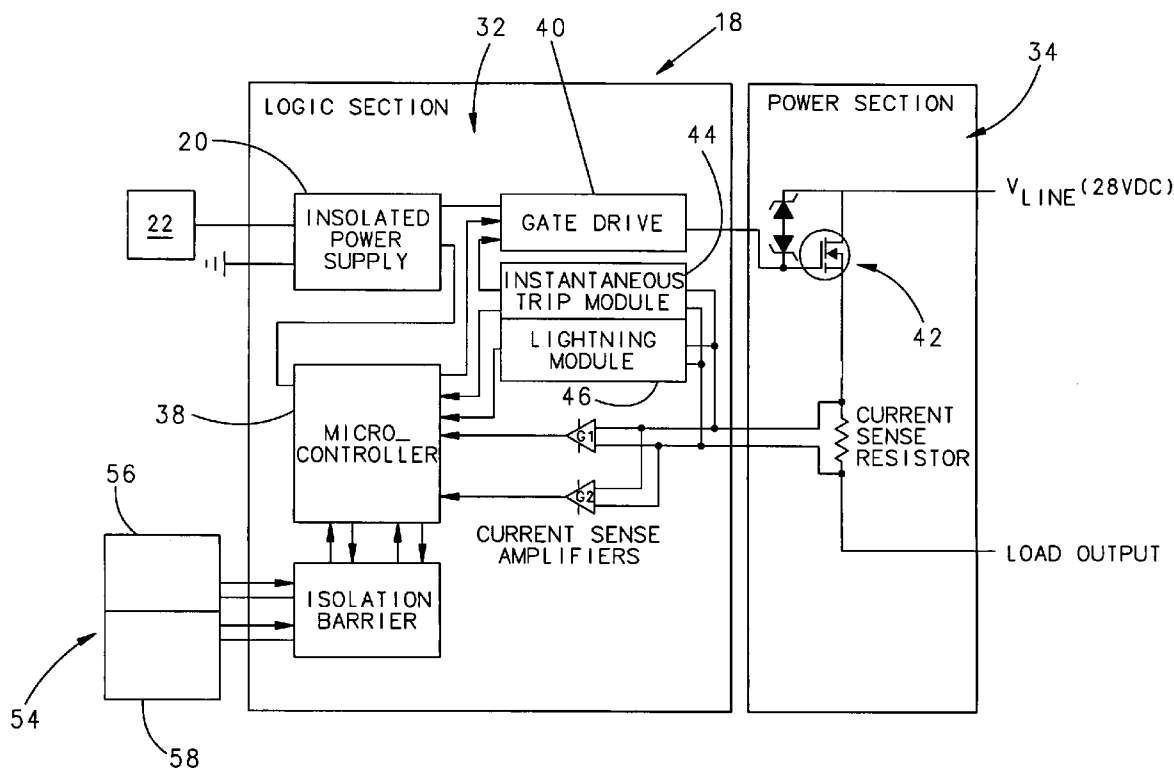 32
18
40
34
LOGIC SECTION
POWER SECTION
20
44
22
INSOLATED
POWER
SUPPLY
GATE DRIVE
VLINE (28VDC)
INSTANTANEOUS
TRIP MODULE
LIGHTNING
MODULE
42
38
46
MICRO_
CONTROLLER
G1
G2
CURRENT
SENSE
RESISTOR
CURRENT SENSE
AMPLIFIERS
56
LOAD OUTPUT
ISOLATION
BARRIER
54
58